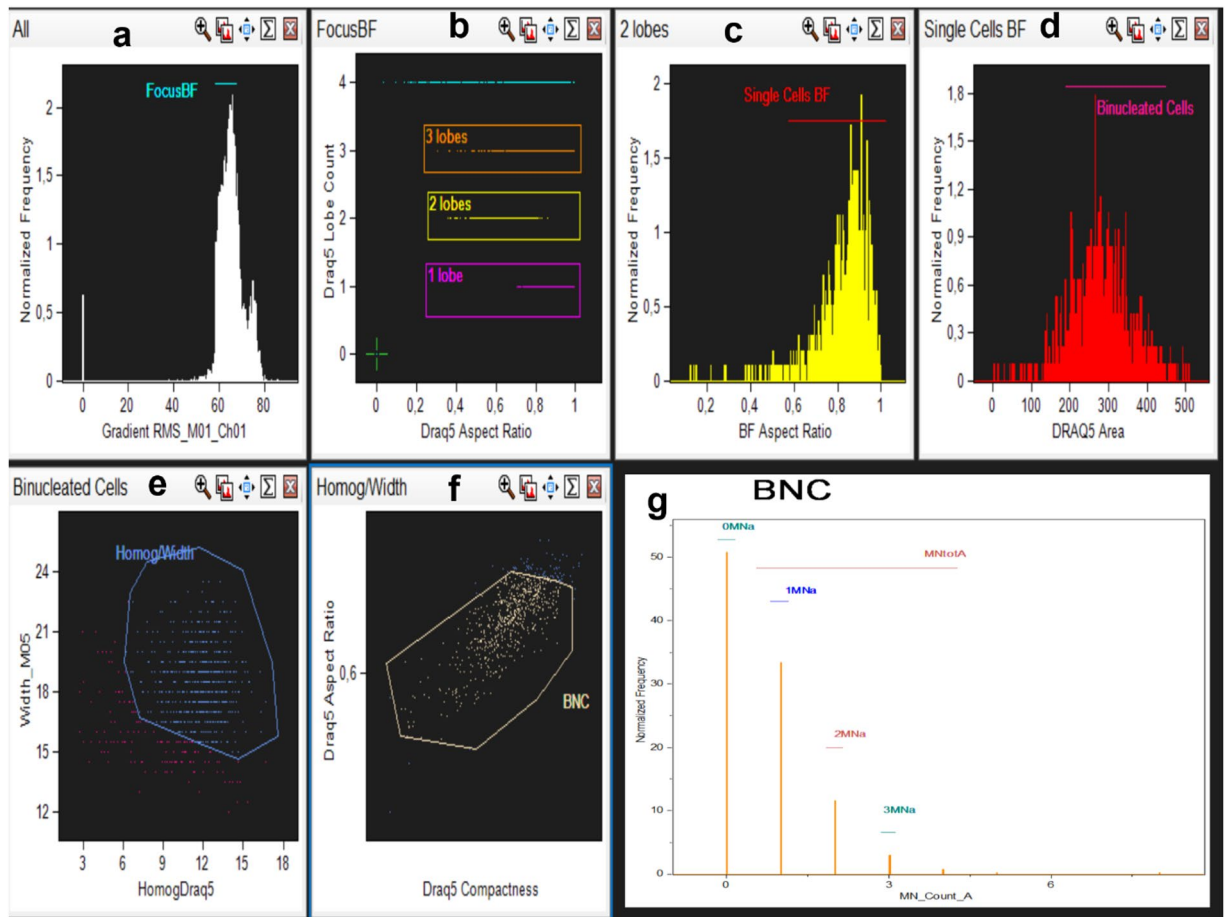 All
a
Normalized Frequency
FocusBF
2
1,5
1
0,5
0
0 20 40 60 80
Gradient RMS_M01_Ch01
FocusBF
b
Draq5 Lobe Count
4
3
2
1
0
3 lobes
2 lobes
1 lobe
0 0,2 0,4 0,6 0,8 1
Draq5 Aspect Ratio
2 lobes
c
Normalized Frequency
Single Cells BF
2
1,5
1
0,5
0
0,2 0,4 0,6 0,8 1
BF Aspect Ratio
Single Cells BF
d
Normalized Frequency
Binucleated Cells
1,8
1,5
1,2
0,9
0,6
0,3
0
0 100 200 300 400 500
DRAQ5 Area
Binucleated Cells
e
Width_M05
Homog/Width
24
21
19
18
16
15
12
3 6 9 12 15 18
HomogDraq5
Homog/Width
f
Draq5 Aspect Ratio
0,6
BNC
Draq5 Compactness
g
BNC
Normalized Frequency
0MNa
MNtolA
1MNa
2MNa
3MNa
50
40
30
20
10
0
0 3 6
MN_Count_A